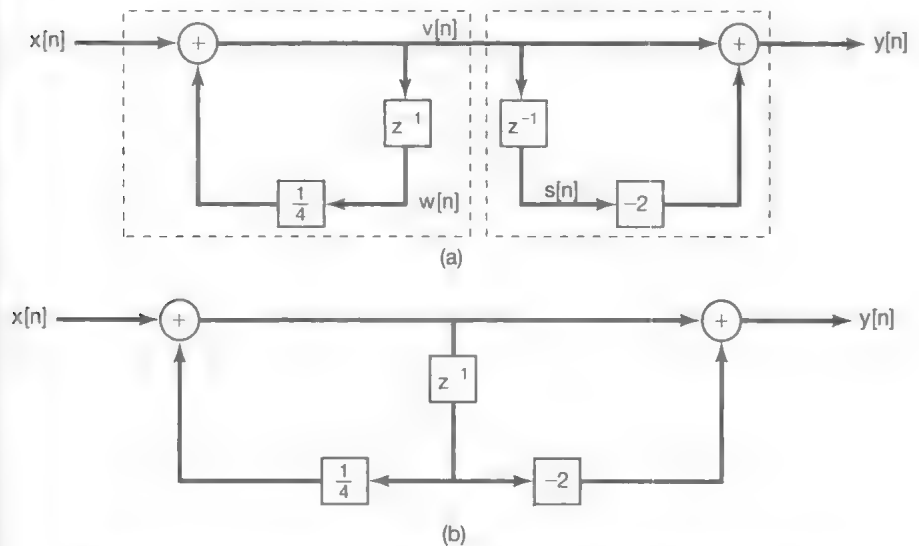 x[n] + v[n] + y[n]
z 1 z⁻¹
1/4 w[n] s[n] −2
(a)
x[n] + + y[n]
z 1
1/4 −2
(b)